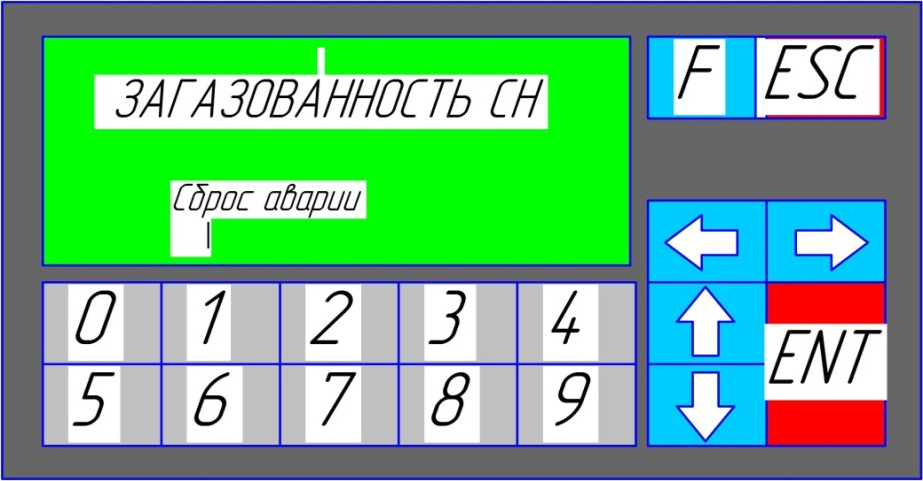 ЗАГАЗОВАННОСТЬ СН
Сброс аварии
F ESC
0 1 2 3 4
5 6 7 8 9
ENT